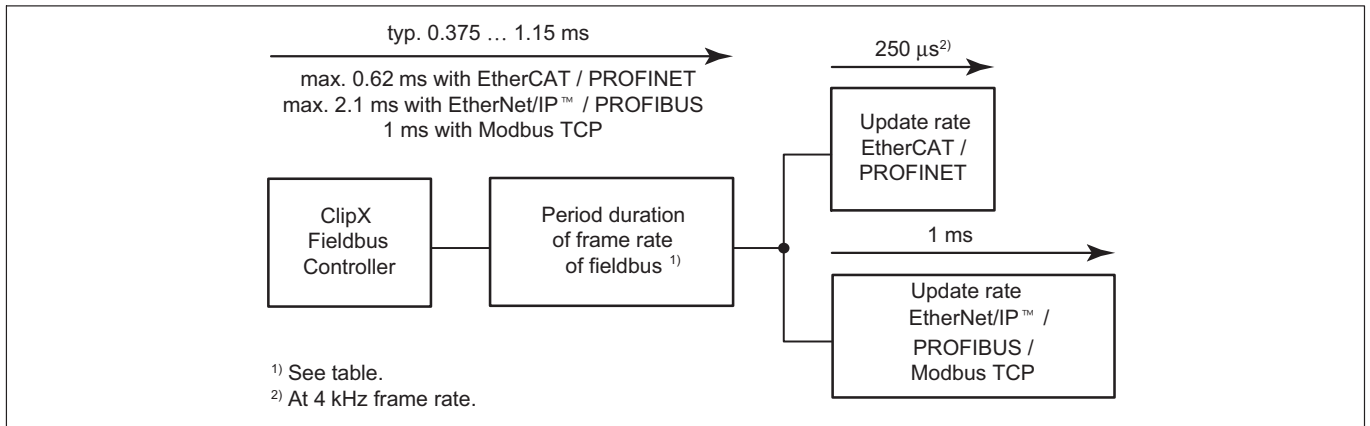 typ. 0.375 … 1.15 ms
max. 0.62 ms with EtherCAT / PROFINET
max. 2.1 ms with EtherNet/IP™ / PROFIBUS
1 ms with Modbus TCP
ClipX
Fieldbus
Controller
Period duration
of frame rate
of fieldbus 1)
250 μs2)
Update rate
EtherCAT /
PROFINET
1 ms
Update rate
EtherNet/IP™ /
PROFIBUS /
Modbus TCP
1) See table.
2) At 4 kHz frame rate.